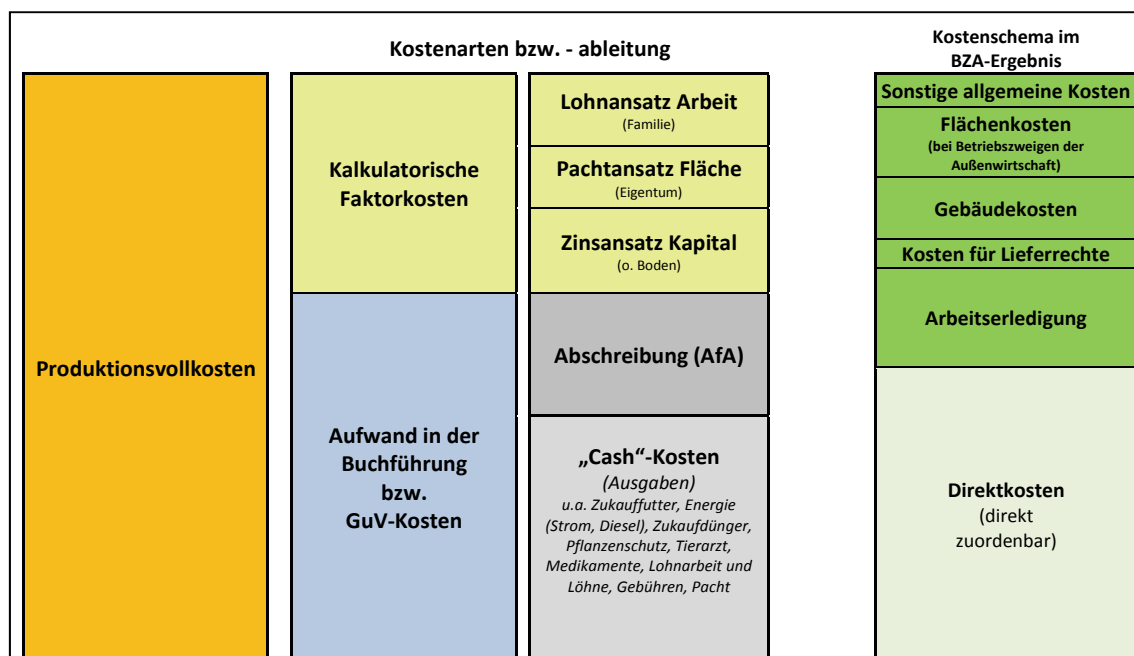 Kostenarten bzw. - ableitung
Produktionsvollkosten
Kalkulatorische
Faktorkosten
Aufwand in der
Buchführung
bzw.
GuV-Kosten
Lohnansatz Arbeit
(Familie)
Pachtansatz Fläche
(Eigentum)
Zinsansatz Kapital
(o. Boden)
Abschreibung (AfA)
„Cash“-Kosten
(Ausgaben)
u.a. Zukauffutter, Energie
(Strom, Diesel), Zukaufdünger,
Pflanzenschutz, Tierarzt,
Medikamente, Lohnarbeit und
Löhne, Gebühren, Pacht
Kostenschema im
BZA-Ergebnis
Sonstige allgemeine Kosten
Flächenkosten
(bei Betriebszweigen der
Außenwirtschaft)
Gebäudekosten
Kosten für Lieferrechte
Arbeitserledigung
Direktkosten
(direkt
zuordenbar)